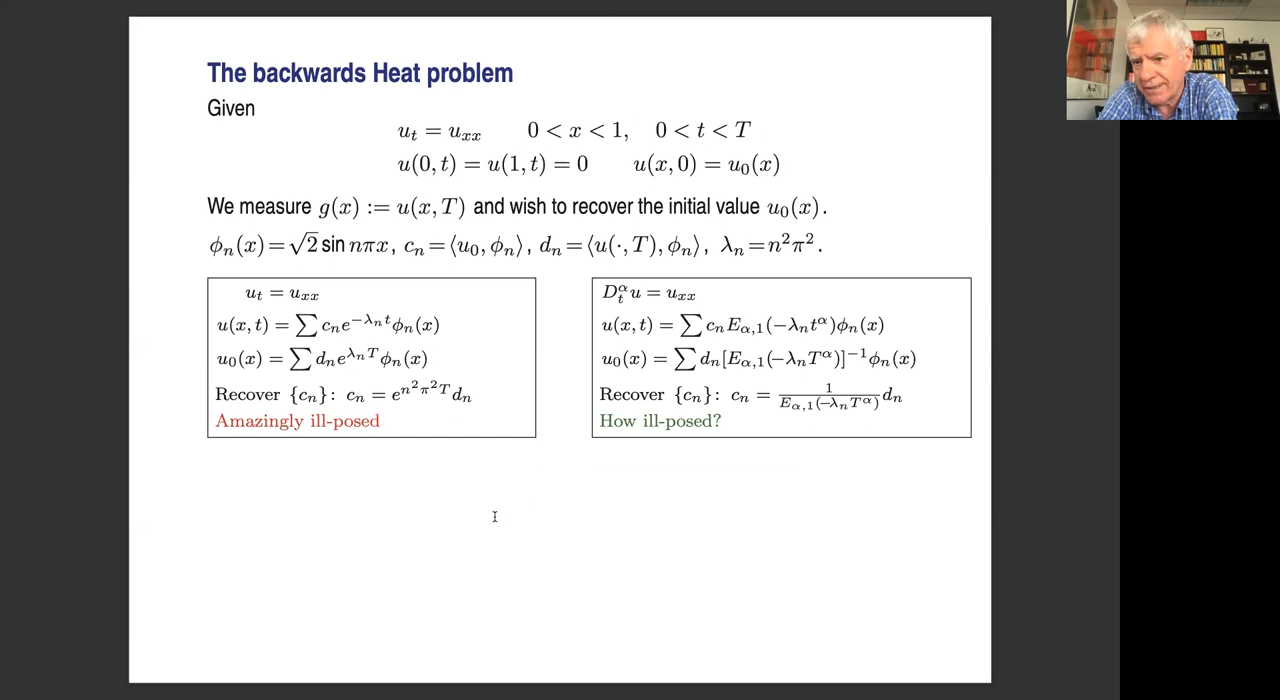 The backwards Heat problem
Given
u_t = u_{xx}   0 < x < 1,   0 < t < T
u(0, t) = u(1, t) = 0   u(x, 0) = u_0(x)
We measure g(x) := u(x, T) and wish to recover the initial value u_0(x).
ϕ_n(x) = √2 sin nπx, c_n = ⟨u_0, ϕ_n⟩, d_n = ⟨u(·, T), ϕ_n⟩, λ_n = n²π².
u_t = u_{xx}
u(x, t) = ∑ c_n e^{−λ_n t} ϕ_n(x)
u_0(x) = ∑ d_n e^{λ_n T} ϕ_n(x)
Recover {c_n}: c_n = e^{n²π²T} d_n
Amazingly ill-posed
D_t^α u = u_{xx}
u(x, t) = ∑ c_n E_{α,1}(−λ_n t^α) ϕ_n(x)
u_0(x) = ∑ d_n [E_{α,1}(−λ_n T^α)]^{−1} ϕ_n(x)
Recover {c_n}: c_n = \frac{1}{E_{α,1}(−λ_n T^α)} d_n
How ill-posed?